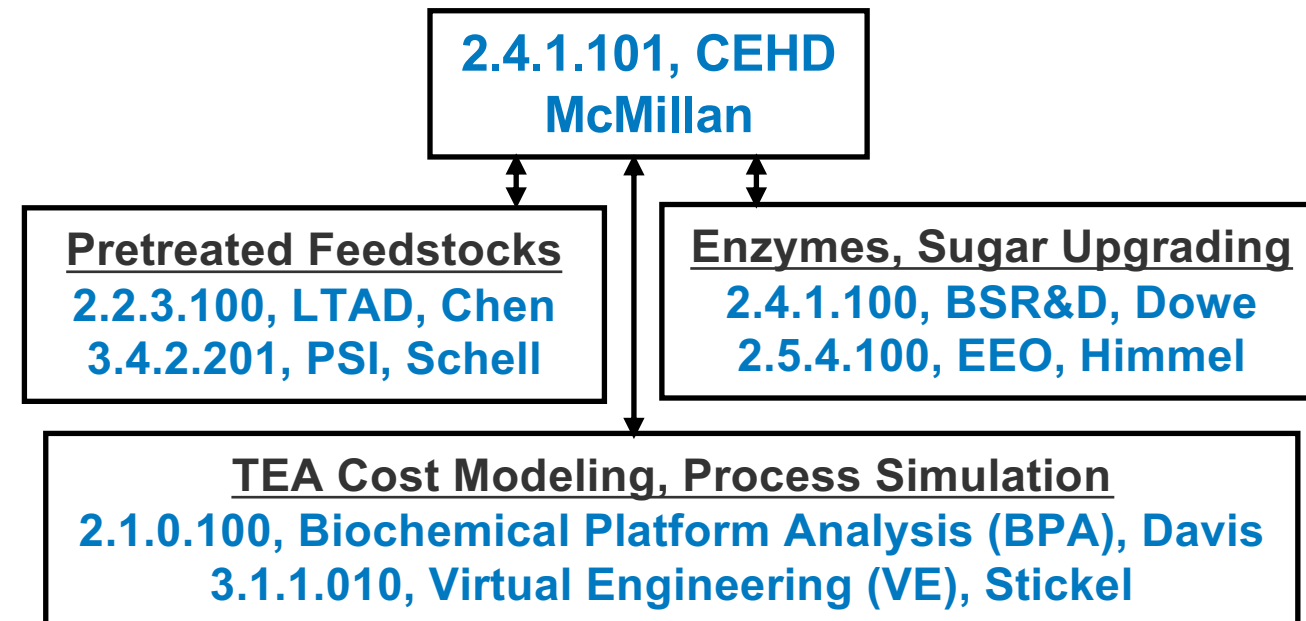 2.4.1.101, CEHD
McMillan
Pretreated Feedstocks
2.2.3.100, LTAD, Chen
3.4.2.201, PSI, Schell
Enzymes, Sugar Upgrading
2.4.1.100, BSR&D, Dowe
2.5.4.100, EEO, Himmel
TEA Cost Modeling, Process Simulation
2.1.0.100, Biochemical Platform Analysis (BPA), Davis
3.1.1.010, Virtual Engineering (VE), Stickel